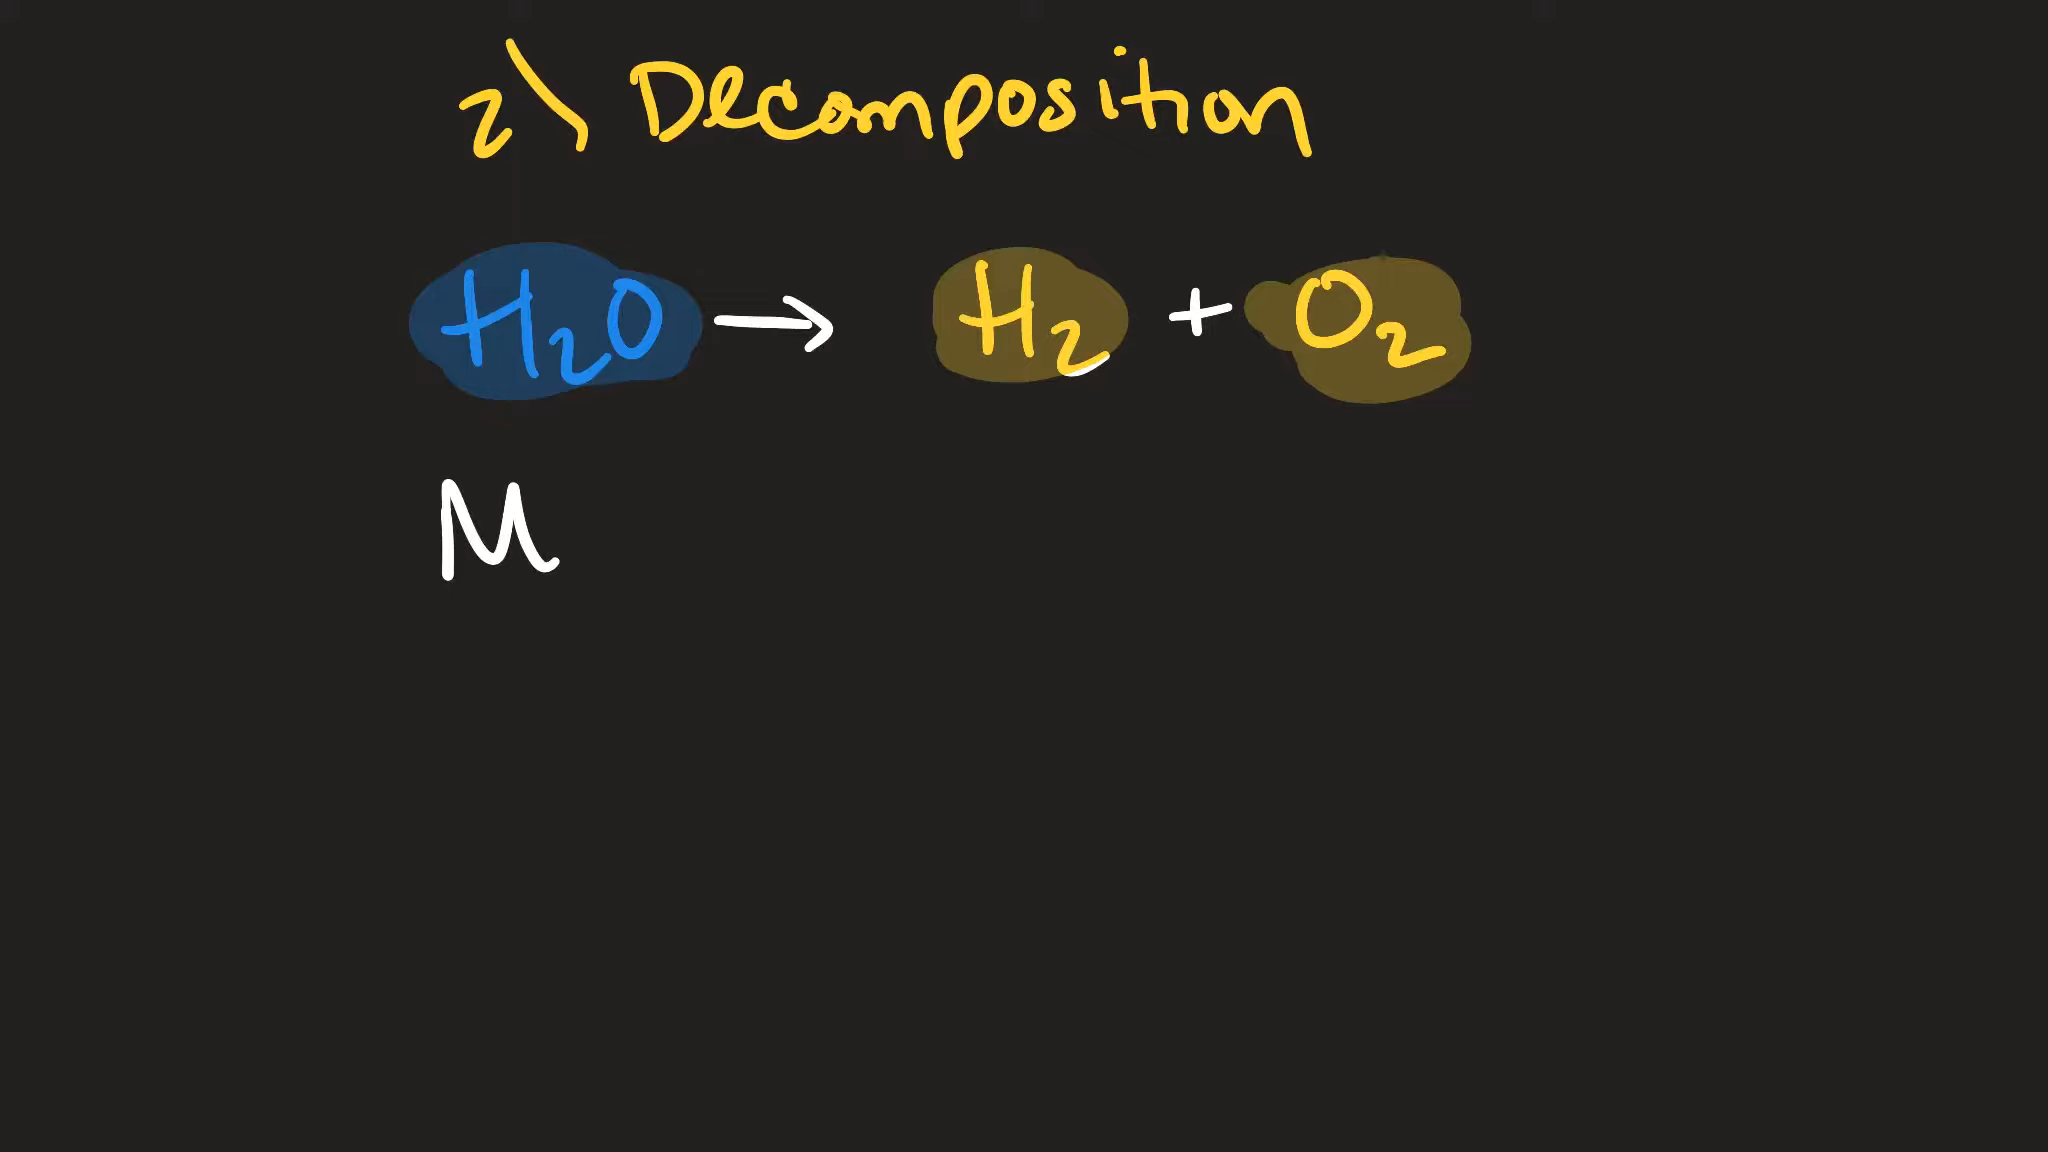 2\ Decomposition
H₂O → H₂ + O₂
M